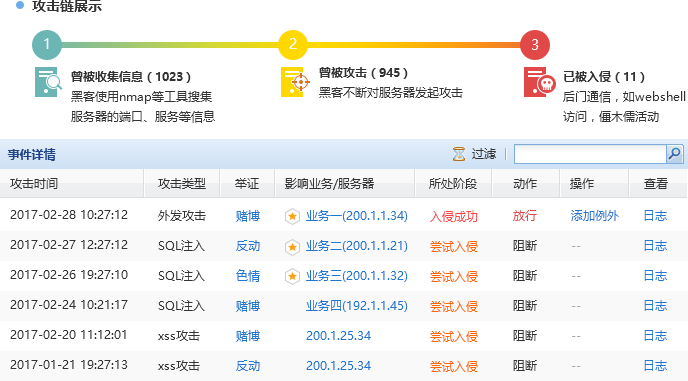 攻击链展示
1
2
3
曾被收集信息（1023）
黑客使用nmap等工具搜集
服务器的端口、服务等信息
曾被攻击（945）
黑客不断对服务器发起攻击
已被入侵（11）
后门通信，如webshell
访问，僵木儒活动
事件详情 过滤
攻击时间 攻击类型 举证 影响业务/服务器 所处阶段 动作 操作 查看
2017-02-28 10:27:12 外发攻击 赌博 业务一(200.1.1.34) 入侵成功 放行 添加例外 日志
2017-02-27 12:27:12 SQL注入 反动 业务二(200.1.1.21) 尝试入侵 阻断 -- 日志
2017-02-26 19:27:10 SQL注入 色情 业务三(200.1.1.32) 尝试入侵 阻断 -- 日志
2017-02-24 10:21:17 SQL注入 赌博 业务四(192.1.1.45) 尝试入侵 阻断 -- 日志
2017-02-20 11:12:01 xss攻击 赌博 200.1.25.34 尝试入侵 阻断 -- 日志
2017-01-21 19:27:13 xss攻击 反动 200.1.25.34 尝试入侵 阻断 -- 日志